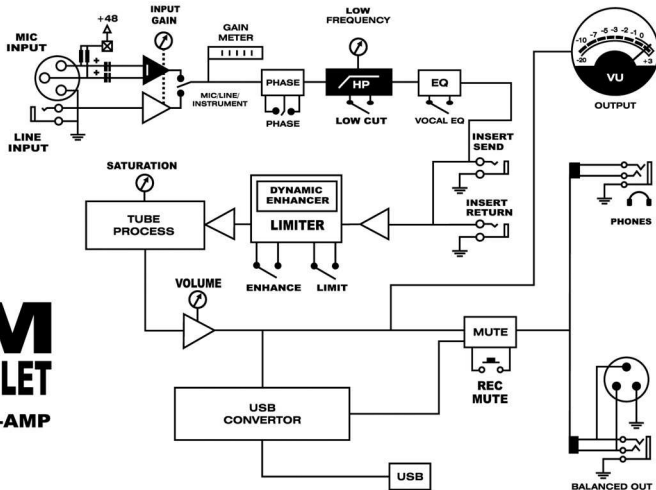 MIC
INPUT
+48
INPUT
GAIN
GAIN
METER
LOW
FREQUENCY
-10 -7 -5 -3 -2 -1 0
-20
+3
VU
OUTPUT
+
+
LINE
INPUT
MIC/LINE/
INSTRUMENT
PHASE
PHASE
HP
LOW CUT
EQ
VOCAL EQ
INSERT
SEND
INSERT
RETURN
PHONES
SATURATION
TUBE
PROCESS
DYNAMIC
ENHANCER
LIMITER
ENHANCE
LIMIT
VOLUME
MUTE
REC
MUTE
M
LET
-AMP
USB
CONVERTOR
USB
BALANCED OUT